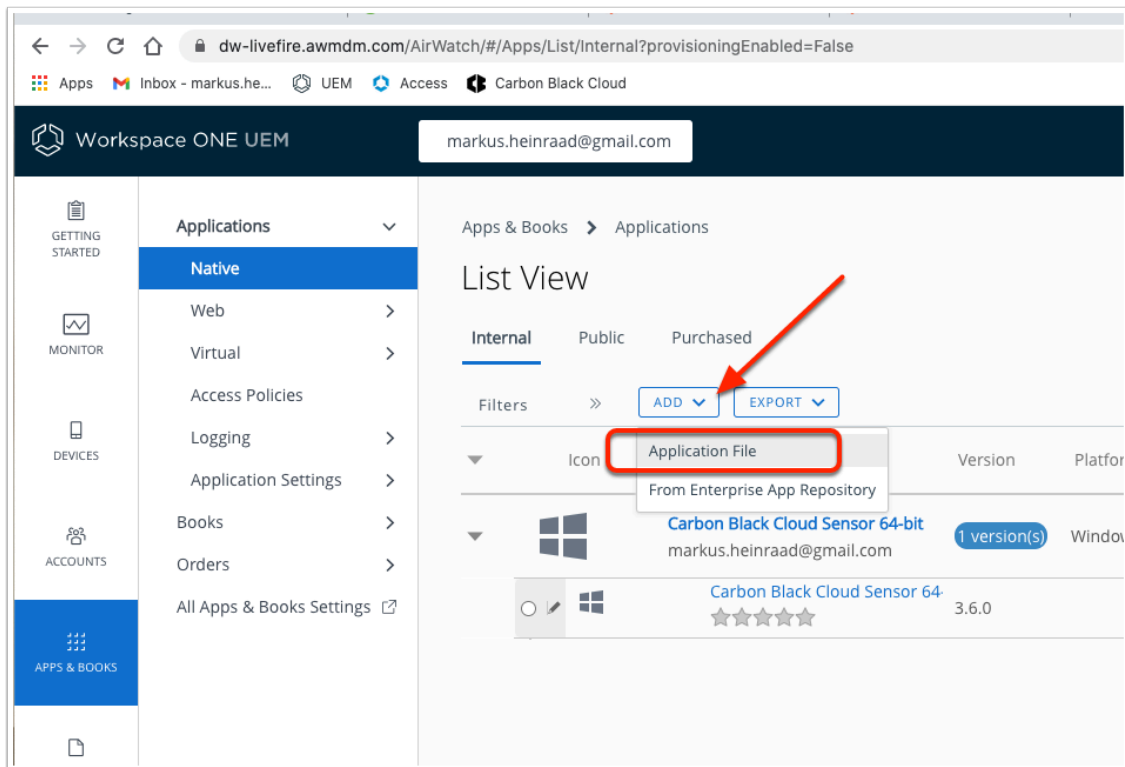 dw-livefire.awmdm.com/AirWatch/#/Apps/List/Internal?provisioningEnabled=False
Apps Inbox - markus.he... UEM Access Carbon Black Cloud
Workspace ONE UEM
markus.heinraad@gmail.com
GETTING
STARTED
MONITOR
DEVICES
ACCOUNTS
APPS & BOOKS
Applications
Native
Web
Virtual
Access Policies
Logging
Application Settings
Books
Orders
All Apps & Books Settings
Apps & Books > Applications
List View
Internal Public Purchased
Filters » ADD EXPORT
Application File
From Enterprise App Repository
Icon Version Platfor
Carbon Black Cloud Sensor 64-bit
markus.heinraad@gmail.com
1 version(s) Window
Carbon Black Cloud Sensor 64-
3.6.0